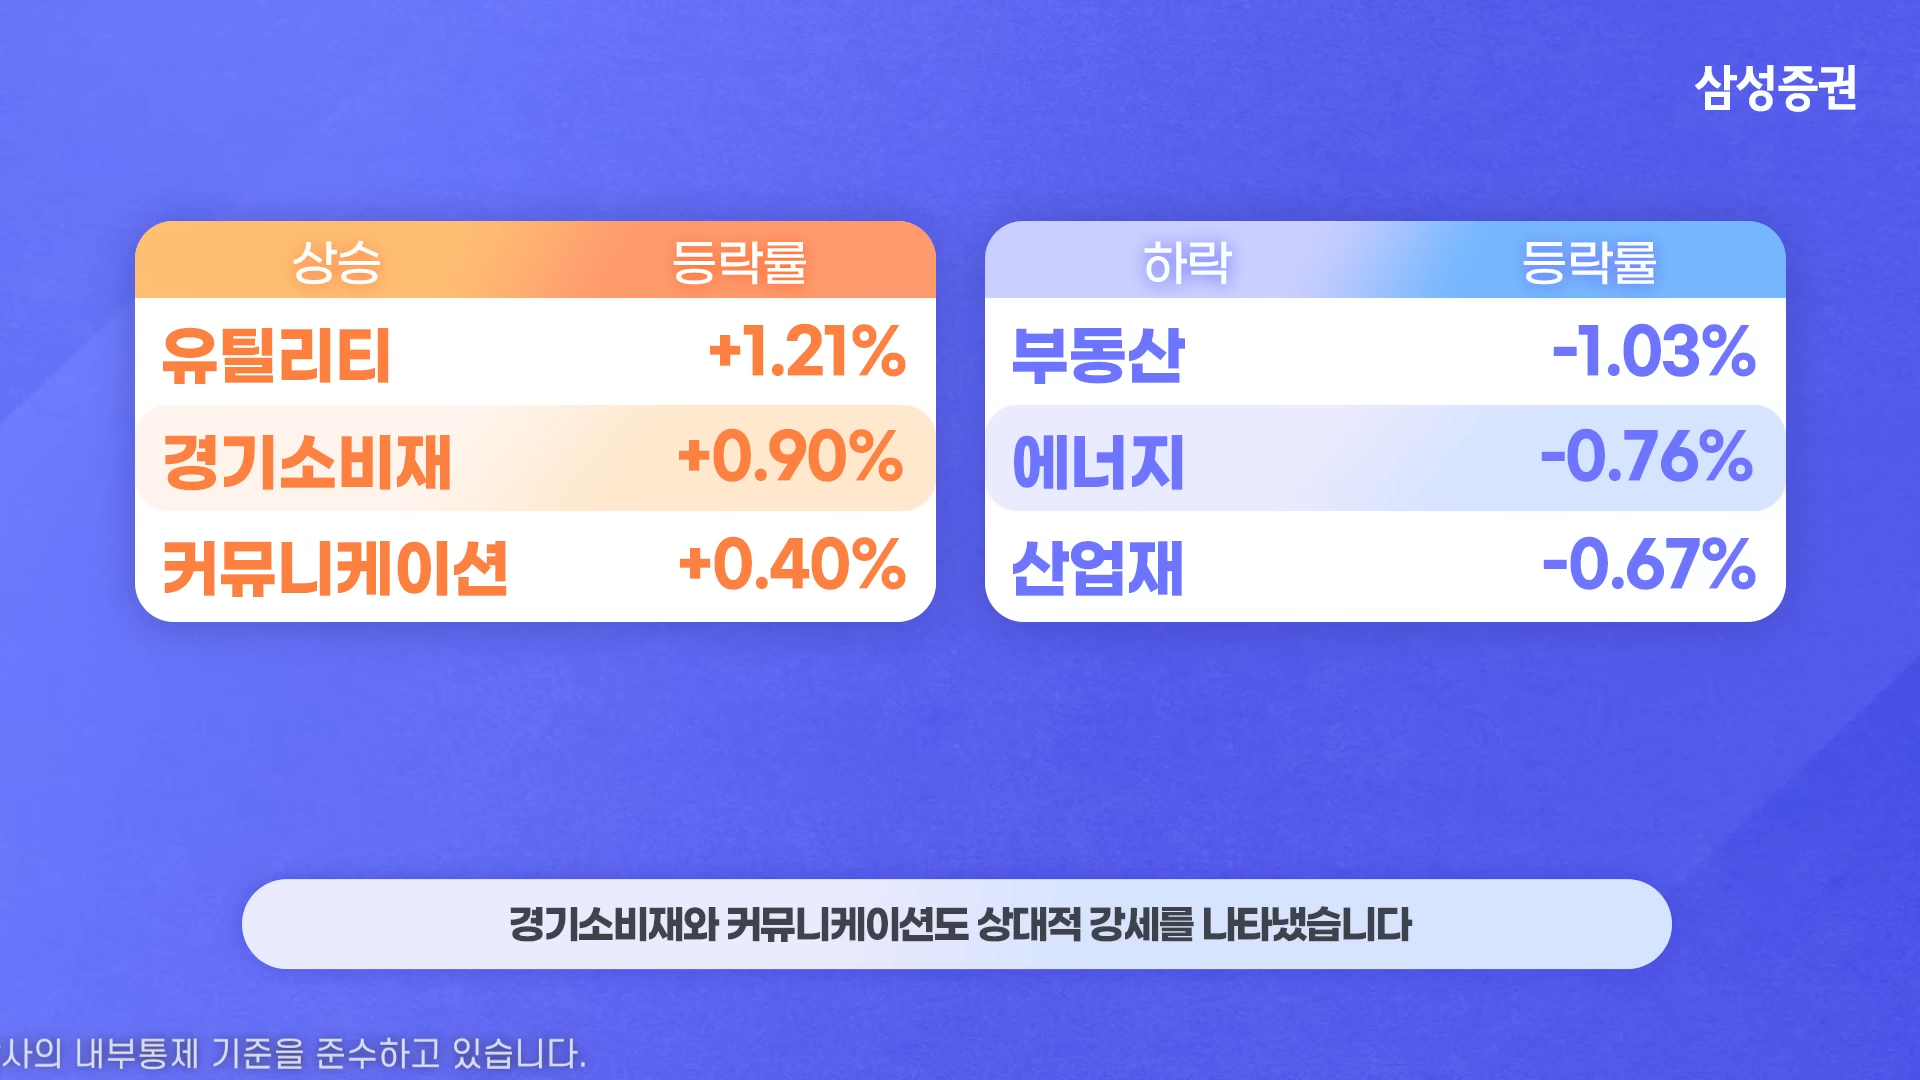 삼성증권
상승 등락률
유틸리티 +1.21%
경기소비재 +0.90%
커뮤니케이션 +0.40%
하락 등락률
부동산 -1.03%
에너지 -0.76%
산업재 -0.67%
경기소비재와 커뮤니케이션도 상대적 강세를 나타냈습니다
사의 내부통제 기준을 준수하고 있습니다.